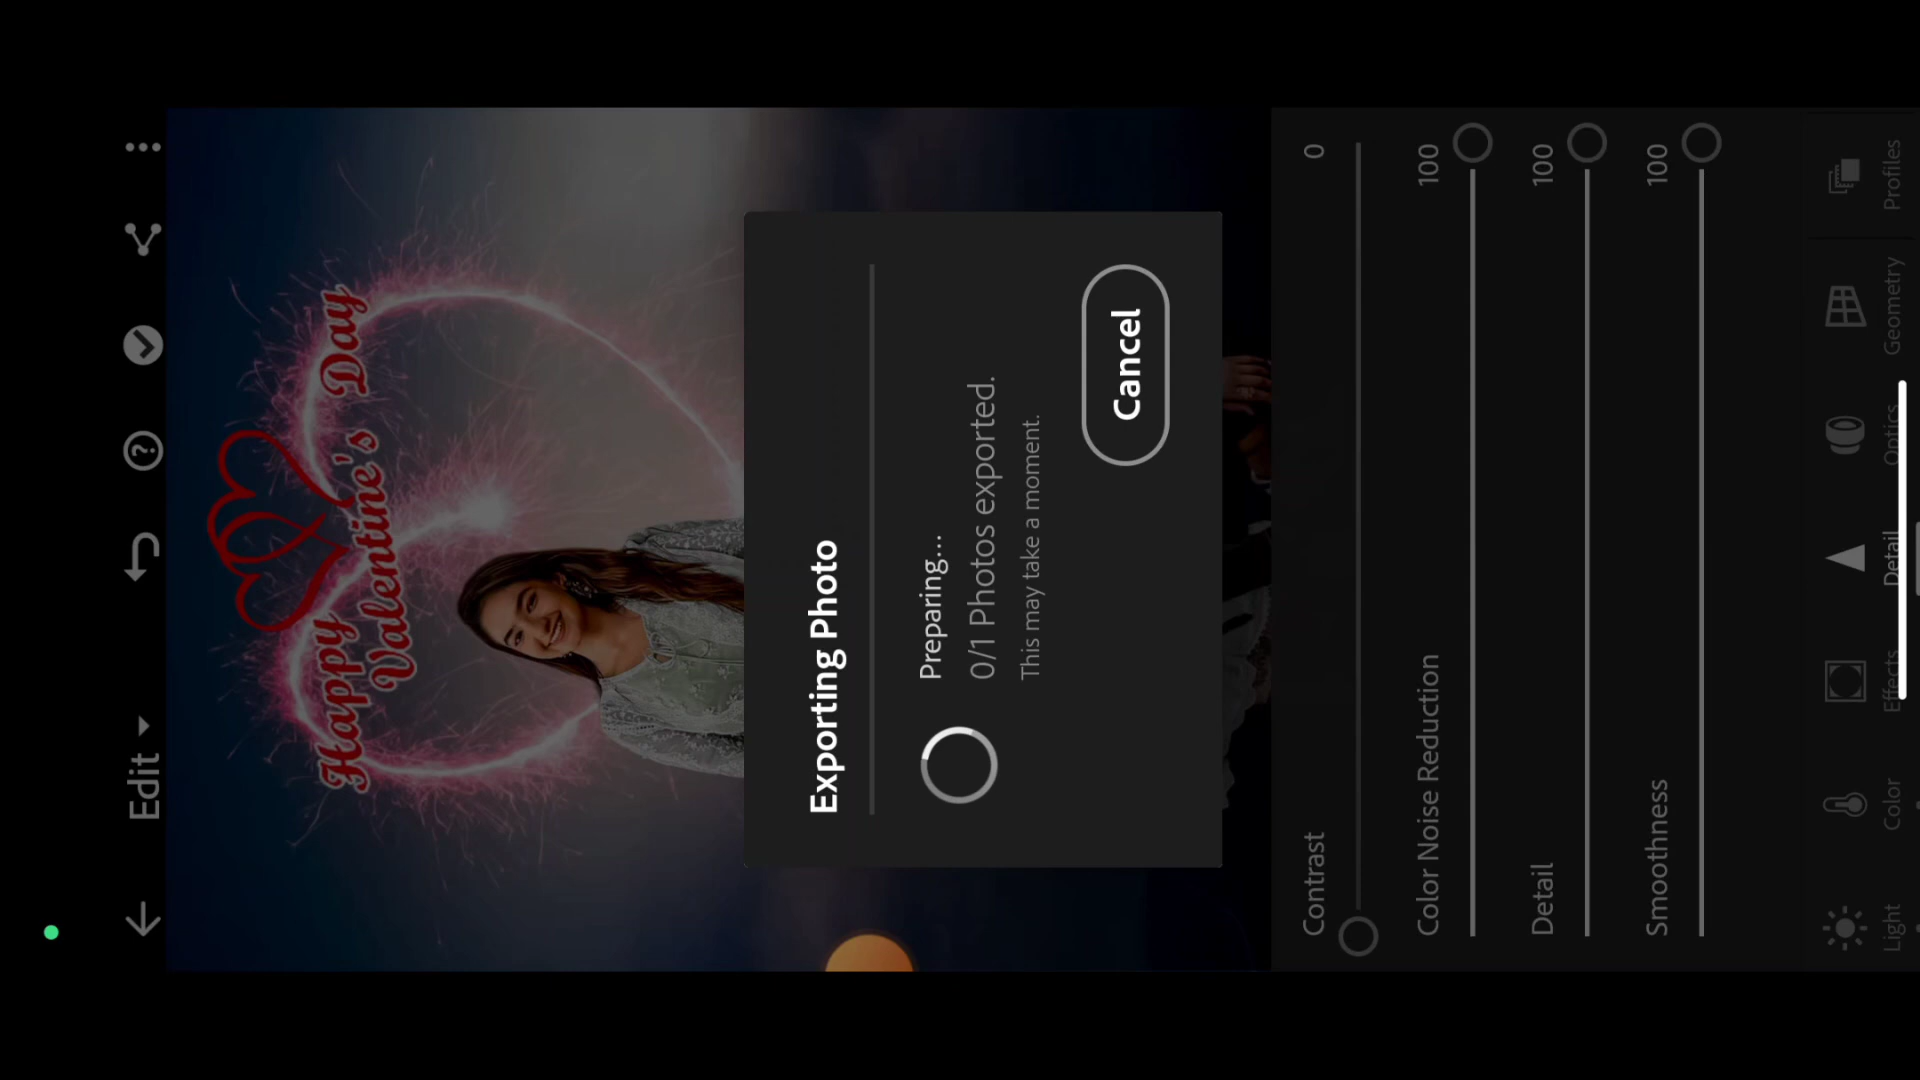 Edit
Happy
Valentine's Day
Exporting Photo
Preparing...
0/1 Photos exported.
This may take a moment.
Cancel
Contrast 0
Color Noise Reduction 100
Detail 100
Smoothness 100
Light Color Effects Detail Optics Geometry Profiles